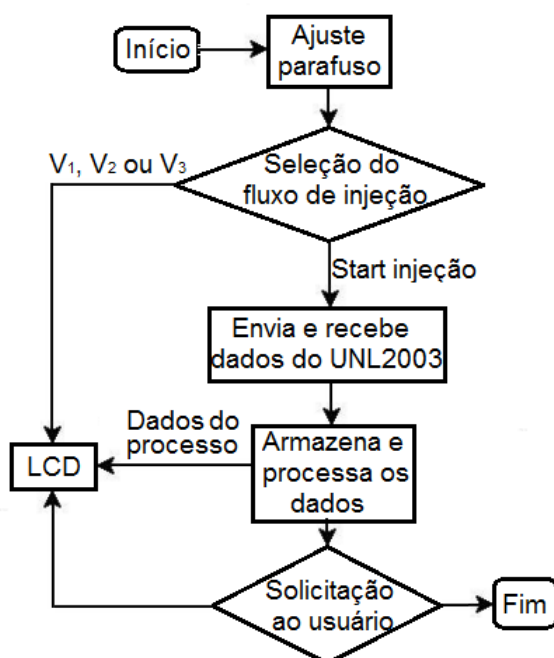 Início
Ajuste
parafuso
Seleção do
fluxo de injeção
V₁, V₂ ou V₃
Start injeção
Envia e recebe
dados do UNL2003
Dados do
processo
Armazena e
processa os
dados
LCD
Solicitação
ao usuário
Fim